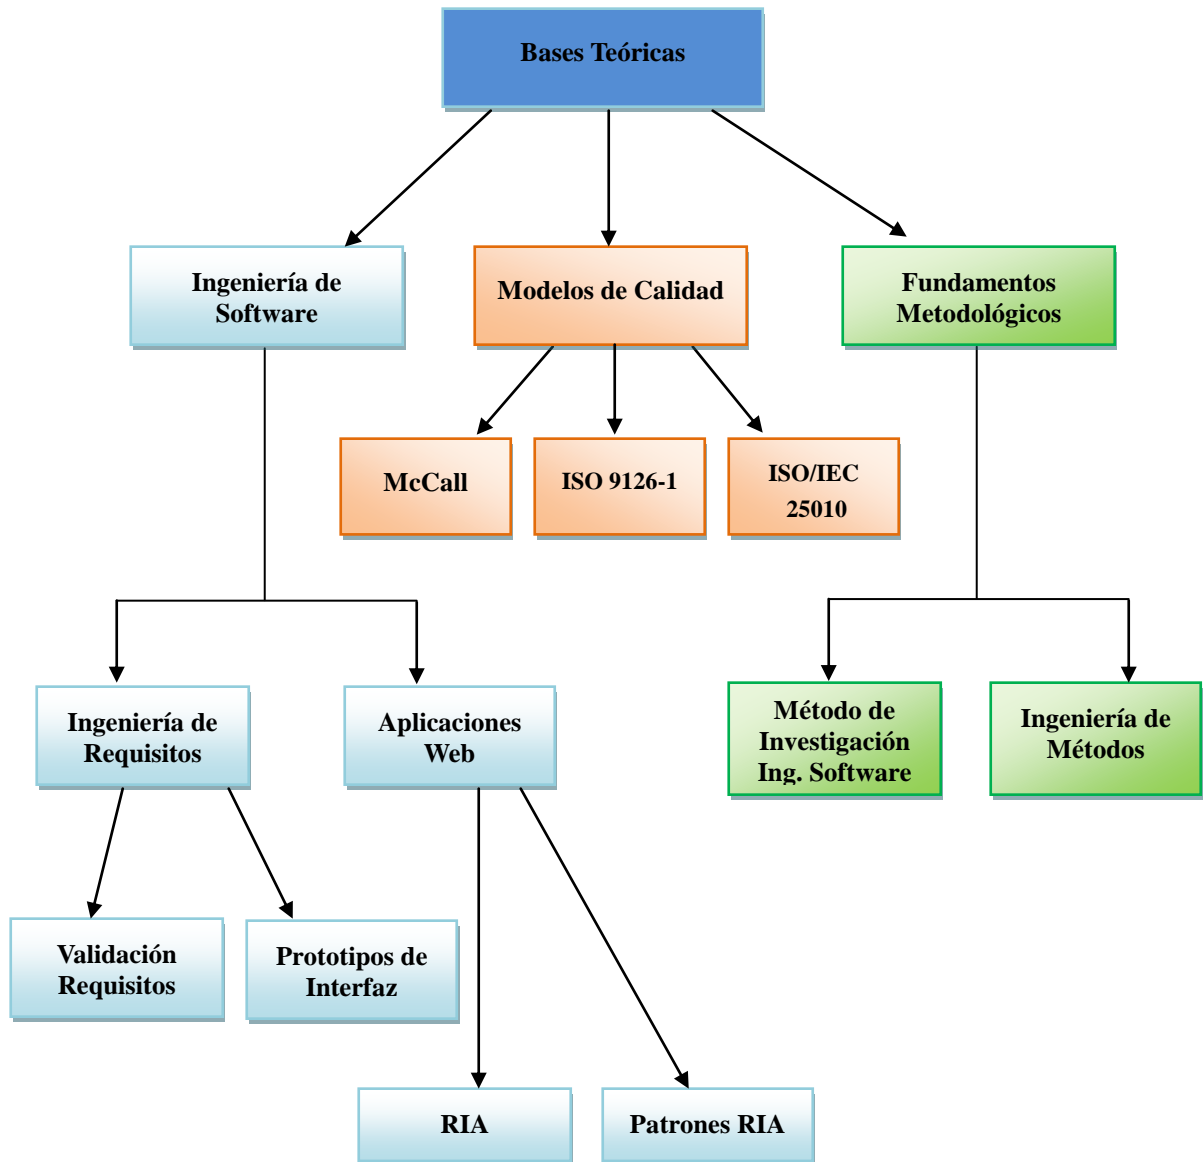 Bases Teóricas
Ingeniería de
Software
Modelos de Calidad
Fundamentos
Metodológicos
McCall
ISO 9126-1
ISO/IEC
25010
Ingeniería de
Requisitos
Aplicaciones
Web
Método de
Investigación
Ing. Software
Ingeniería de
Métodos
Validación
Requisitos
Prototipos de
Interfaz
RIA
Patrones RIA